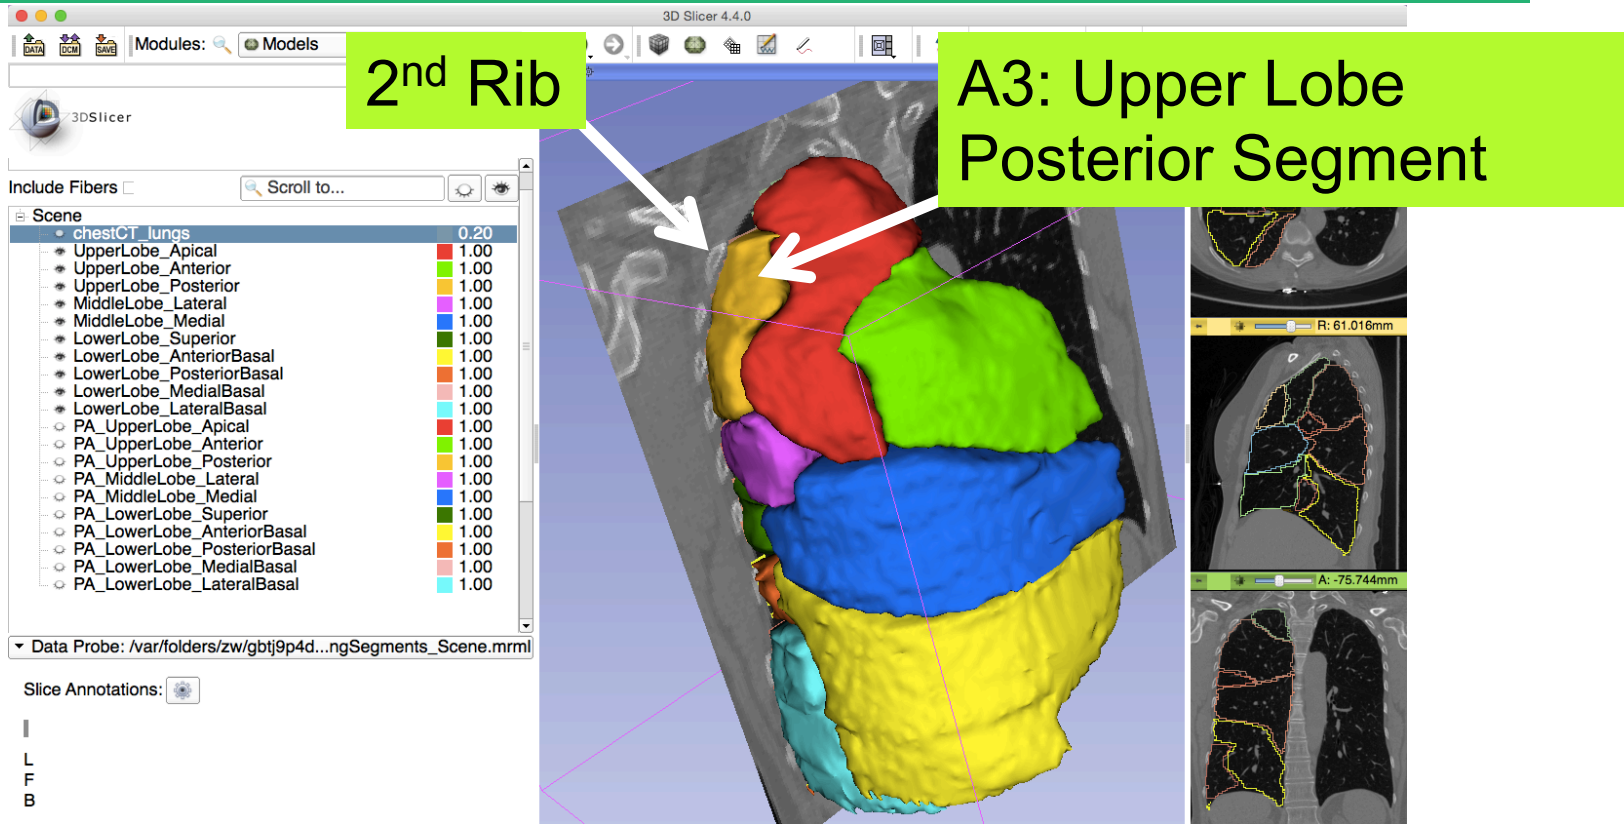 3D Slicer 4.4.0
DATA DCM SAVE Modules: Models
2nd Rib
A3: Upper Lobe
Posterior Segment
3DSlicer
Include Fibers Scroll to...
Scene
chestCT_lungs 0.20
UpperLobe_Apical 1.00
UpperLobe_Anterior 1.00
UpperLobe_Posterior 1.00
MiddleLobe_Lateral 1.00
MiddleLobe_Medial 1.00
LowerLobe_Superior 1.00
LowerLobe_AnteriorBasal 1.00
LowerLobe_PosteriorBasal 1.00
LowerLobe_MedialBasal 1.00
LowerLobe_LateralBasal 1.00
PA_UpperLobe_Apical 1.00
PA_UpperLobe_Anterior 1.00
PA_UpperLobe_Posterior 1.00
PA_MiddleLobe_Lateral 1.00
PA_MiddleLobe_Medial 1.00
PA_LowerLobe_Superior 1.00
PA_LowerLobe_AnteriorBasal 1.00
PA_LowerLobe_PosteriorBasal 1.00
PA_LowerLobe_MedialBasal 1.00
PA_LowerLobe_LateralBasal 1.00
Data Probe: /var/folders/zw/gbtj9p4d...ngSegments_Scene.mrml
Slice Annotations:
L
F
B
R: 61.016mm
A: -75.744mm